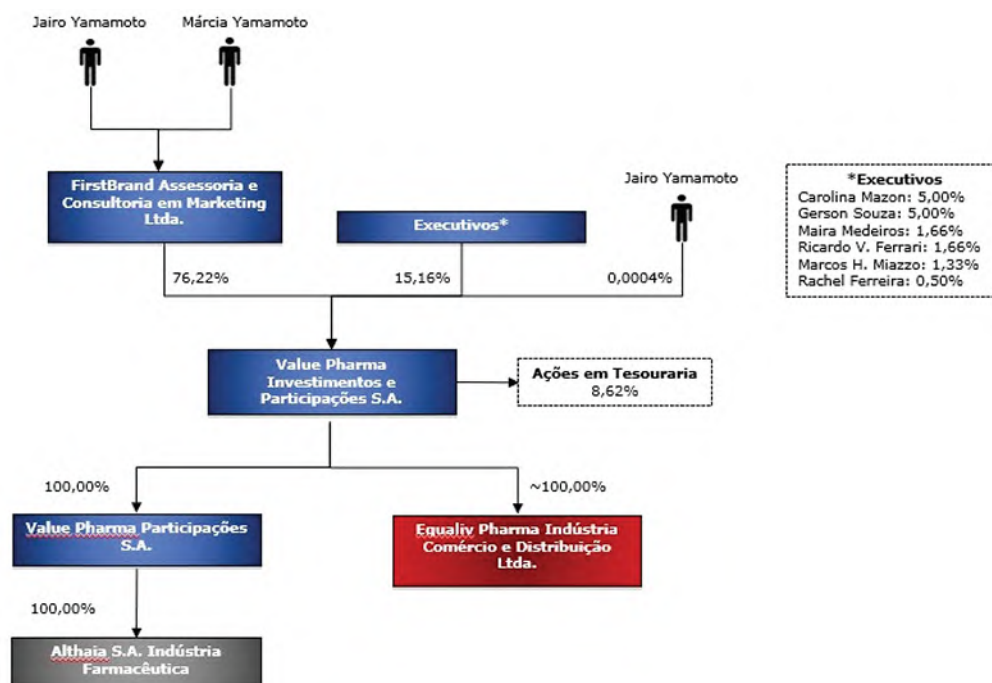 Jairo Yamamoto
Márcia Yamamoto
FirstBrand Assessoria e
Consultoria em Marketing
Ltda.
Executivos*
Jairo Yamamoto
*Executivos
Carolina Mazon: 5,00%
Gerson Souza: 5,00%
Maira Medeiros: 1,66%
Ricardo V. Ferrari: 1,66%
Marcos H. Miazzo: 1,33%
Rachel Ferreira: 0,50%
76,22%
15,16%
0,0004%
Value Pharma
Investimentos e
Participações S.A.
Ações em Tesouraria
8,62%
100,00%
~100,00%
Value Pharma Participações
S.A.
Equaliv Pharma Indústria
Comércio e Distribuição
Ltda.
100,00%
Althaia S.A. Indústria
Farmacêutica